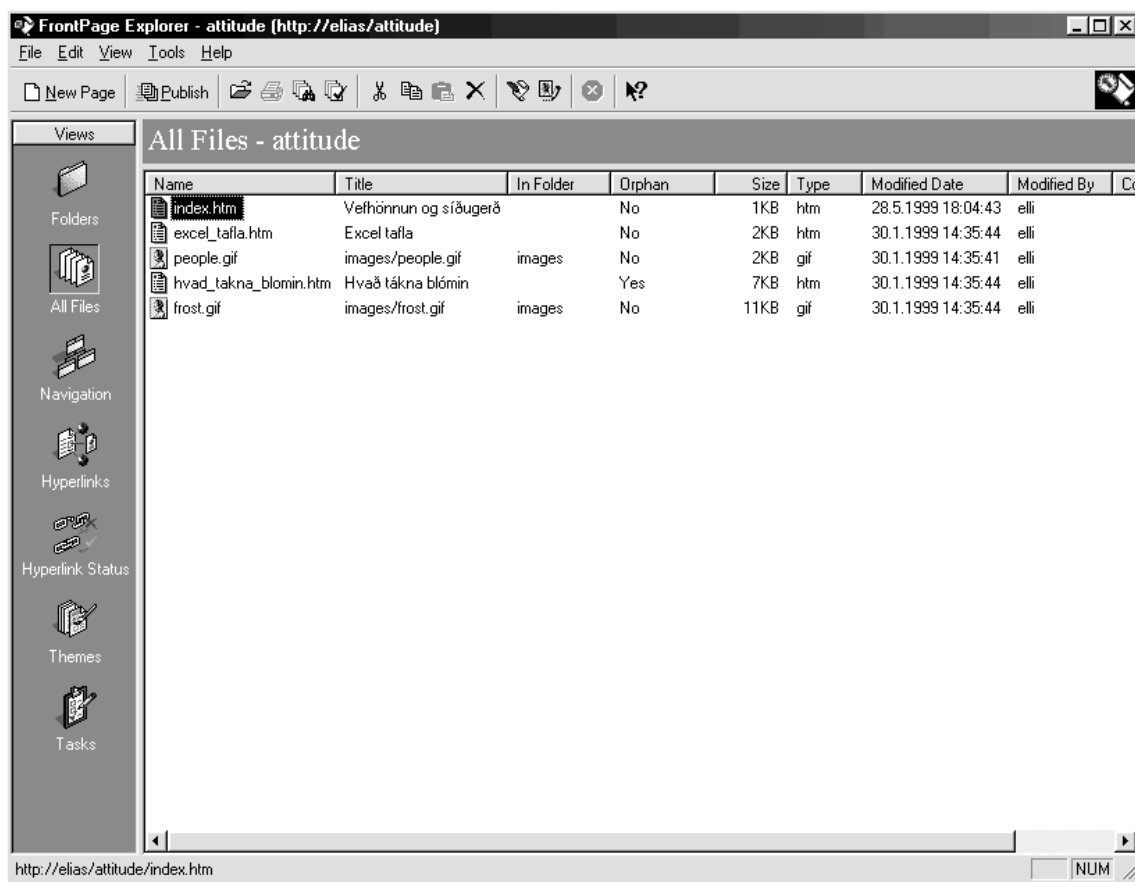 FrontPage Explorer - attitude (http://elias/attitude)
File Edit View Tools Help
New Page Publish
Views
All Files - attitude
Folders
All Files
Navigation
Hyperlinks
Hyperlink Status
Themes
Tasks
Name Title In Folder Orphan Size Type Modified Date Modified By Co
index.htm Vefhönnun og síðugerð No 1KB htm 28.5.1999 18:04:43 elli
excel_tafla.htm Excel tafla No 2KB htm 30.1.1999 14:35:44 elli
people.gif images/people.gif images No 2KB gif 30.1.1999 14:35:41 elli
hvad_takna_blomin.htm Hvað tákna blómin Yes 7KB htm 30.1.1999 14:35:44 elli
frost.gif images/frost.gif images No 11KB gif 30.1.1999 14:35:44 elli
http://elias/attitude/index.htm NUM